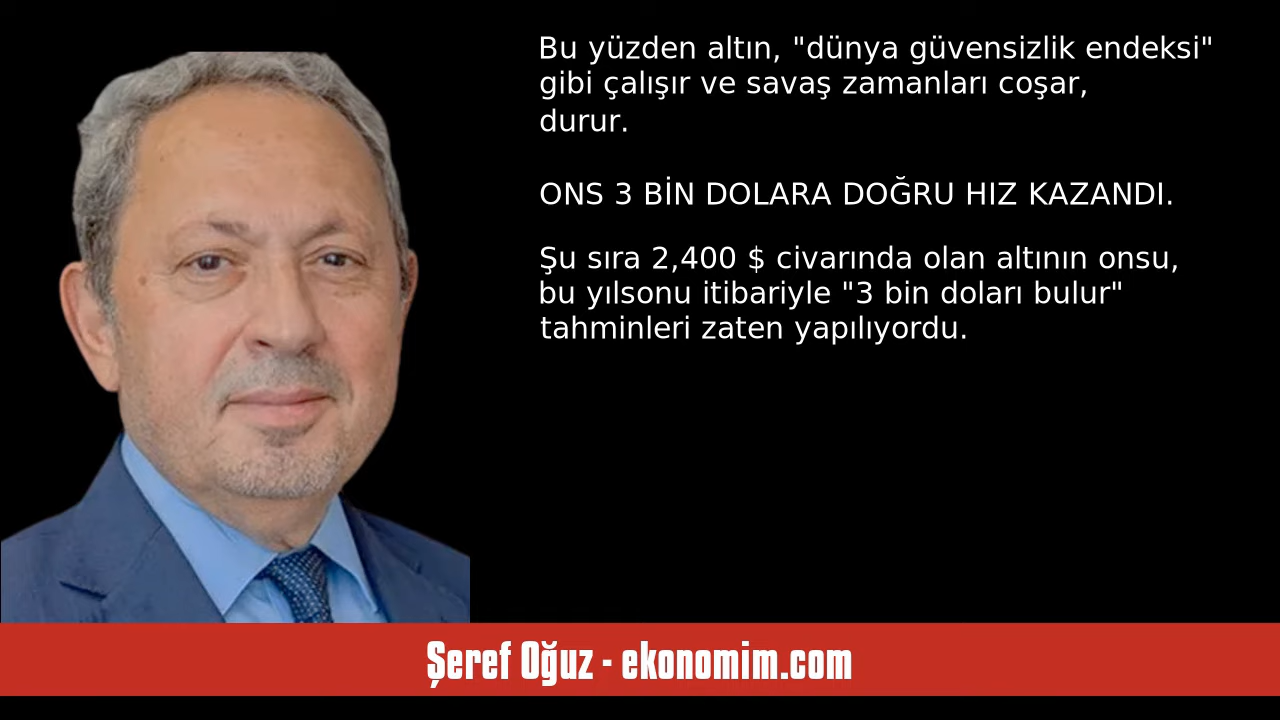 Bu yüzden altın, "dünya güvensizlik endeksi"
gibi çalışır ve savaş zamanları coşar,
durur.
ONS 3 BİN DOLARA DOĞRU HIZ KAZANDI.
Şu sıra 2,400 $ civarında olan altının onsu,
bu yılsonu itibariyle "3 bin doları bulur"
tahminleri zaten yapılıyordu.
Şeref Oğuz - ekonomim.com